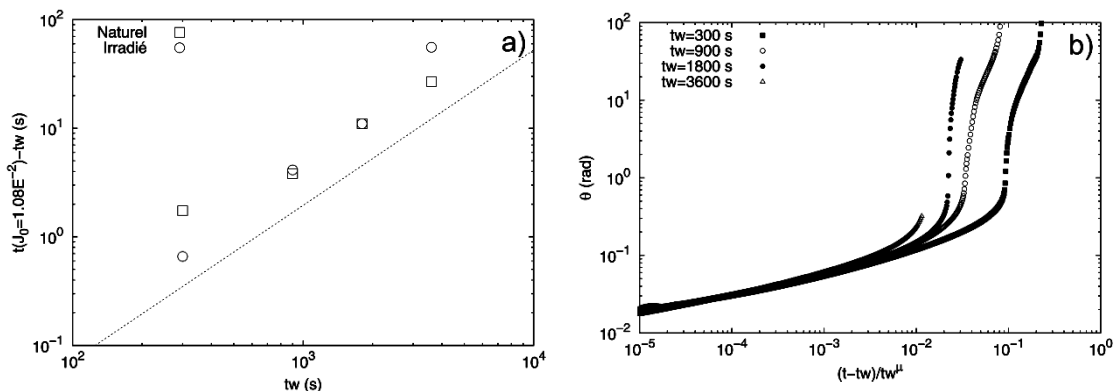 a)
Naturel
Irradié
t(J₀=1.08E⁻²)-tw (s)
10²
10¹
10⁰
10⁻¹
10² 10³ 10⁴
tw (s)
b)
tw=300 s
tw=900 s
tw=1800 s
tw=3600 s
θ (rad)
10²
10¹
10⁰
10⁻¹
10⁻²
10⁻⁵ 10⁻⁴ 10⁻³ 10⁻² 10⁻¹ 10⁰
(t-tw)/tw^μ